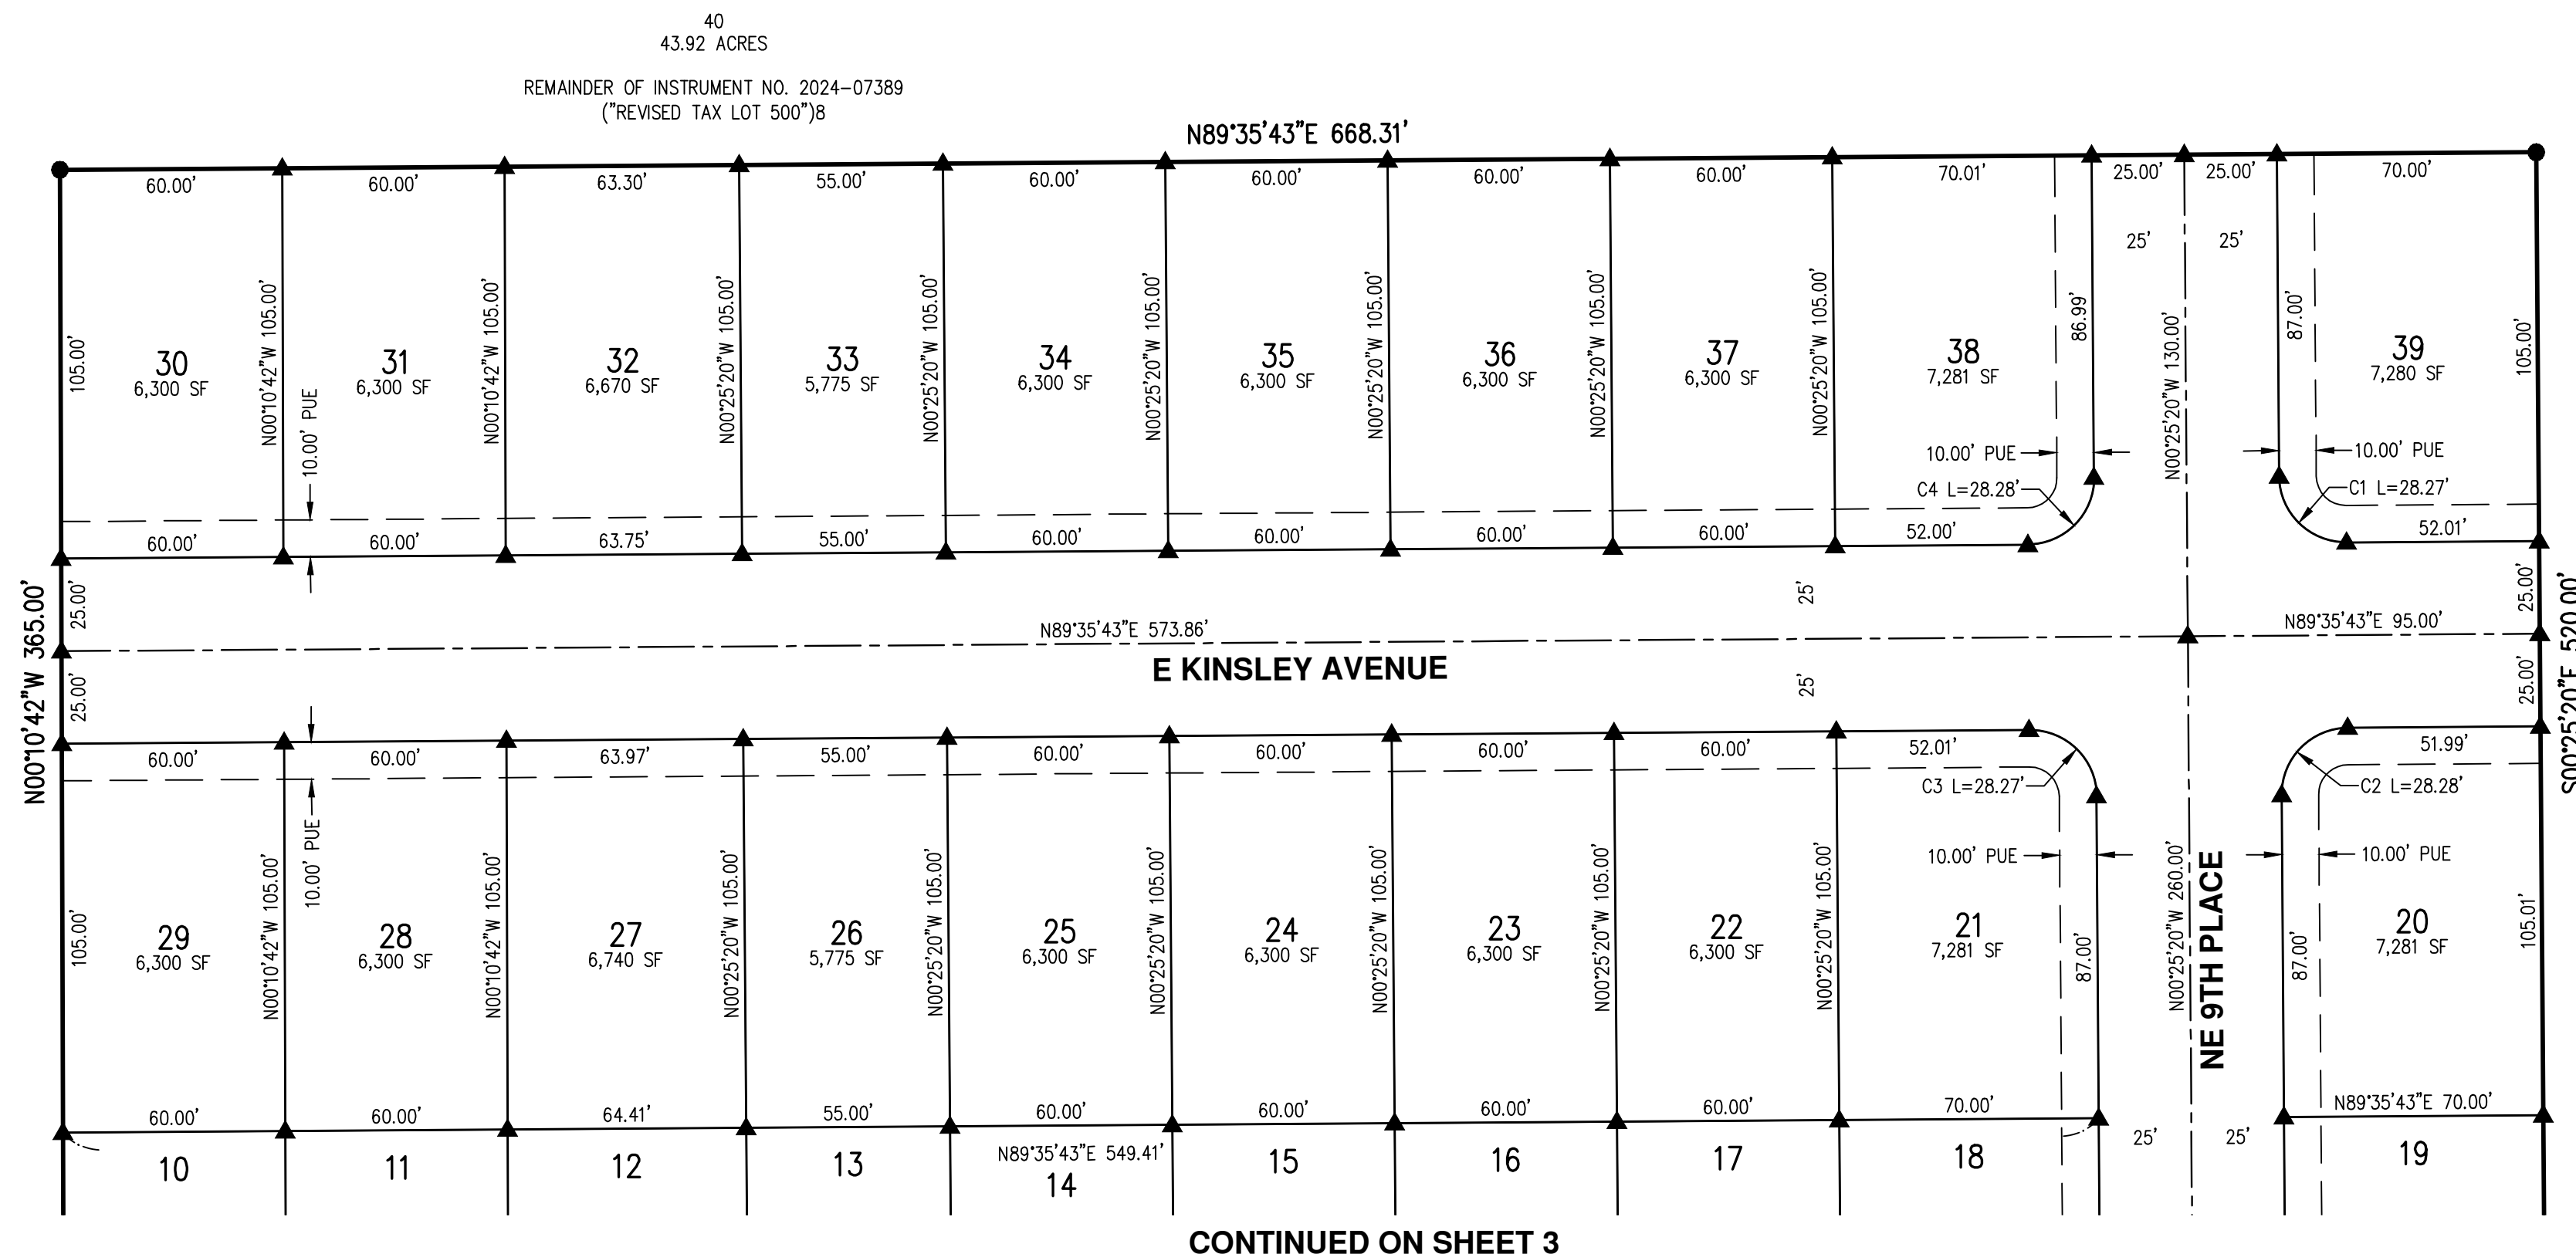 40
43.92 ACRES
REMAINDER OF INSTRUMENT NO. 2024-07389
("REVISED TAX LOT 500")8
N89°35'43"E 668.31'
60.00'
60.00'
63.30'
55.00'
60.00'
60.00'
60.00'
60.00'
70.01'
25.00'
25.00'
70.00'
25'
25'
105.00'
30
6,300 SF
N00°10'42"W 105.00'
10.00' PUE
31
6,300 SF
N00°10'42"W 105.00'
32
6,670 SF
N00°25'20"W 105.00'
33
5,775 SF
N00°25'20"W 105.00'
34
6,300 SF
N00°25'20"W 105.00'
35
6,300 SF
N00°25'20"W 105.00'
36
6,300 SF
N00°25'20"W 105.00'
37
6,300 SF
N00°25'20"W 105.00'
38
7,281 SF
86.99'
N00°25'20"W 130.00'
87.00'
39
7,280 SF
105.00'
10.00' PUE
10.00' PUE
C4 L=28.28'
C1 L=28.27'
60.00'
60.00'
63.75'
55.00'
60.00'
60.00'
60.00'
60.00'
52.00'
52.01'
N00°10'42"W 365.00'
25.00'
25'
25.00'
S00°25'20"E 520.00'
N89°35'43"E 573.86'
N89°35'43"E 95.00'
E KINSLEY AVENUE
25.00'
25'
25.00'
60.00'
60.00'
63.97'
55.00'
60.00'
60.00'
60.00'
60.00'
52.01'
51.99'
C3 L=28.27'
C2 L=28.28'
10.00' PUE
10.00' PUE
105.00'
29
6,300 SF
N00°10'42"W 105.00'
10.00' PUE
28
6,300 SF
N00°10'42"W 105.00'
27
6,740 SF
N00°25'20"W 105.00'
26
5,775 SF
N00°25'20"W 105.00'
25
6,300 SF
N00°25'20"W 105.00'
24
6,300 SF
N00°25'20"W 105.00'
23
6,300 SF
N00°25'20"W 105.00'
22
6,300 SF
N00°25'20"W 105.00'
21
7,281 SF
87.00'
N00°25'20"W 260.00'
NE 9TH PLACE
87.00'
20
7,281 SF
105.01'
60.00'
60.00'
64.41'
55.00'
60.00'
60.00'
60.00'
60.00'
70.00'
N89°35'43"E 70.00'
N89°35'43"E 549.41'
25'
25'
10
11
12
13
14
15
16
17
18
19
CONTINUED ON SHEET 3